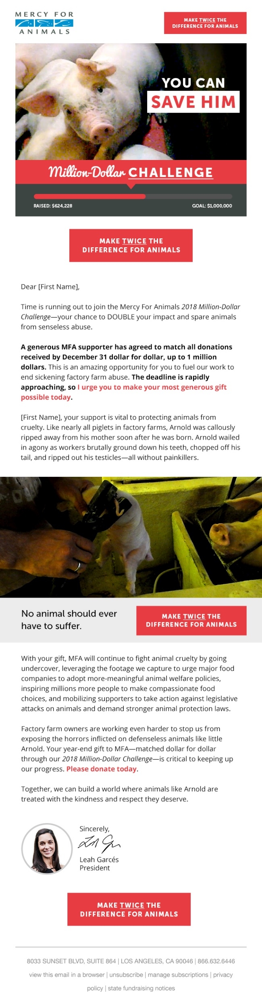 MERCY FOR
ANIMALS
MAKE TWICE THE
DIFFERENCE FOR ANIMALS
YOU CAN
SAVE HIM
Million-Dollar CHALLENGE
RAISED: $624,228
GOAL: $1,000,000
MAKE TWICE THE
DIFFERENCE FOR ANIMALS
Dear [First Name],
Time is running out to join the Mercy For Animals 2018 Million-Dollar
Challenge—your chance to DOUBLE your impact and spare animals
from senseless abuse.
A generous MFA supporter has agreed to match all donations
received by December 31 dollar for dollar, up to 1 million
dollars. This is an amazing opportunity for you to fuel our work to
end sickening factory farm abuse. The deadline is rapidly
approaching, so I urge you to make your most generous gift
possible today.
[First Name], your support is vital to protecting animals from
cruelty. Like nearly all piglets in factory farms, Arnold was callously
ripped away from his mother soon after he was born. Arnold wailed
in agony as workers brutally ground down his teeth, chopped off his
tail, and ripped out his testicles—all without painkillers.
No animal should ever
have to suffer.
MAKE TWICE THE
DIFFERENCE FOR ANIMALS
With your gift, MFA will continue to fight animal cruelty by going
undercover, leveraging the footage we capture to urge major food
companies to adopt more-meaningful animal welfare policies,
inspiring millions more people to make compassionate food
choices, and mobilizing supporters to take action against legislative
attacks on animals and demand stronger animal protection laws.
Factory farm owners are working even harder to stop us from
exposing the horrors inflicted on defenseless animals like little
Arnold. Your year-end gift to MFA—matched dollar for dollar
through our 2018 Million-Dollar Challenge—is critical to keeping up
our progress. Please donate today.
Together, we can build a world where animals like Arnold are
treated with the kindness and respect they deserve.
Sincerely,
Leah Garcés
President
MAKE TWICE THE
DIFFERENCE FOR ANIMALS
8033 SUNSET BLVD, SUITE 864 | LOS ANGELES, CA 90046 | 866.632.6446
view this email in a browser | unsubscribe | manage subscriptions | privacy
policy | state fundraising notices